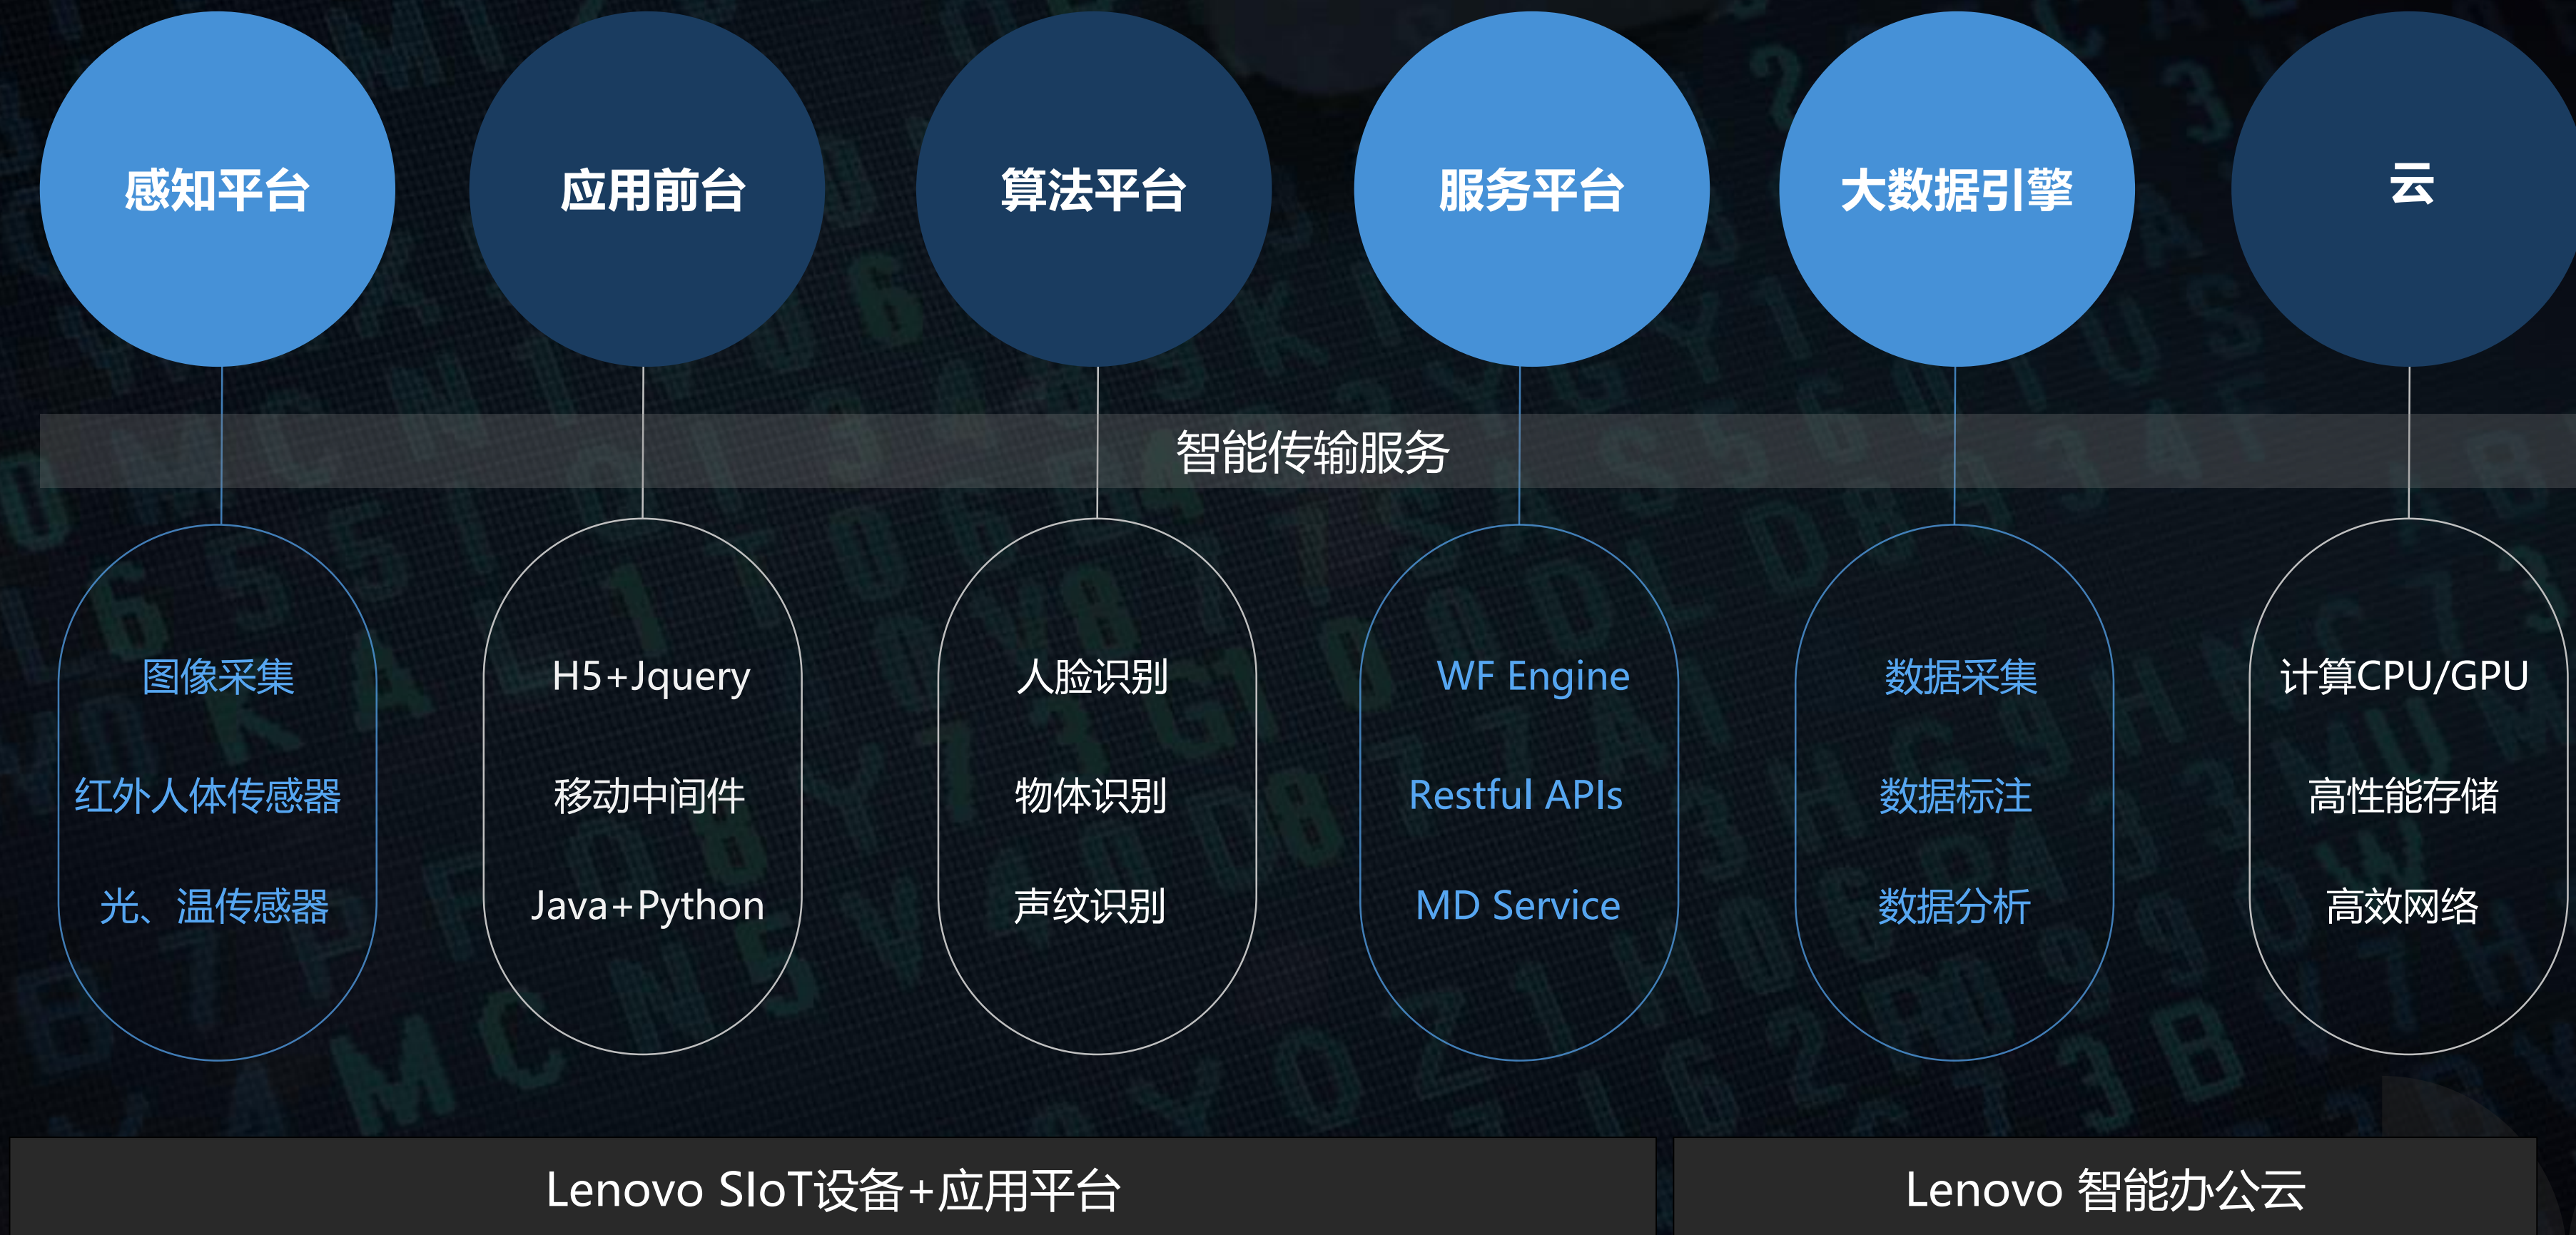 感知平台
应用前台
算法平台
服务平台
大数据引擎
云
智能传输服务
图像采集
红外人体传感器
光、温传感器
H5+Jquery
移动中间件
Java+Python
人脸识别
物体识别
声纹识别
WF Engine
Restful APIs
MD Service
数据采集
数据标注
数据分析
计算CPU/GPU
高性能存储
高效网络
Lenovo SIoT设备+应用平台
Lenovo 智能办公云